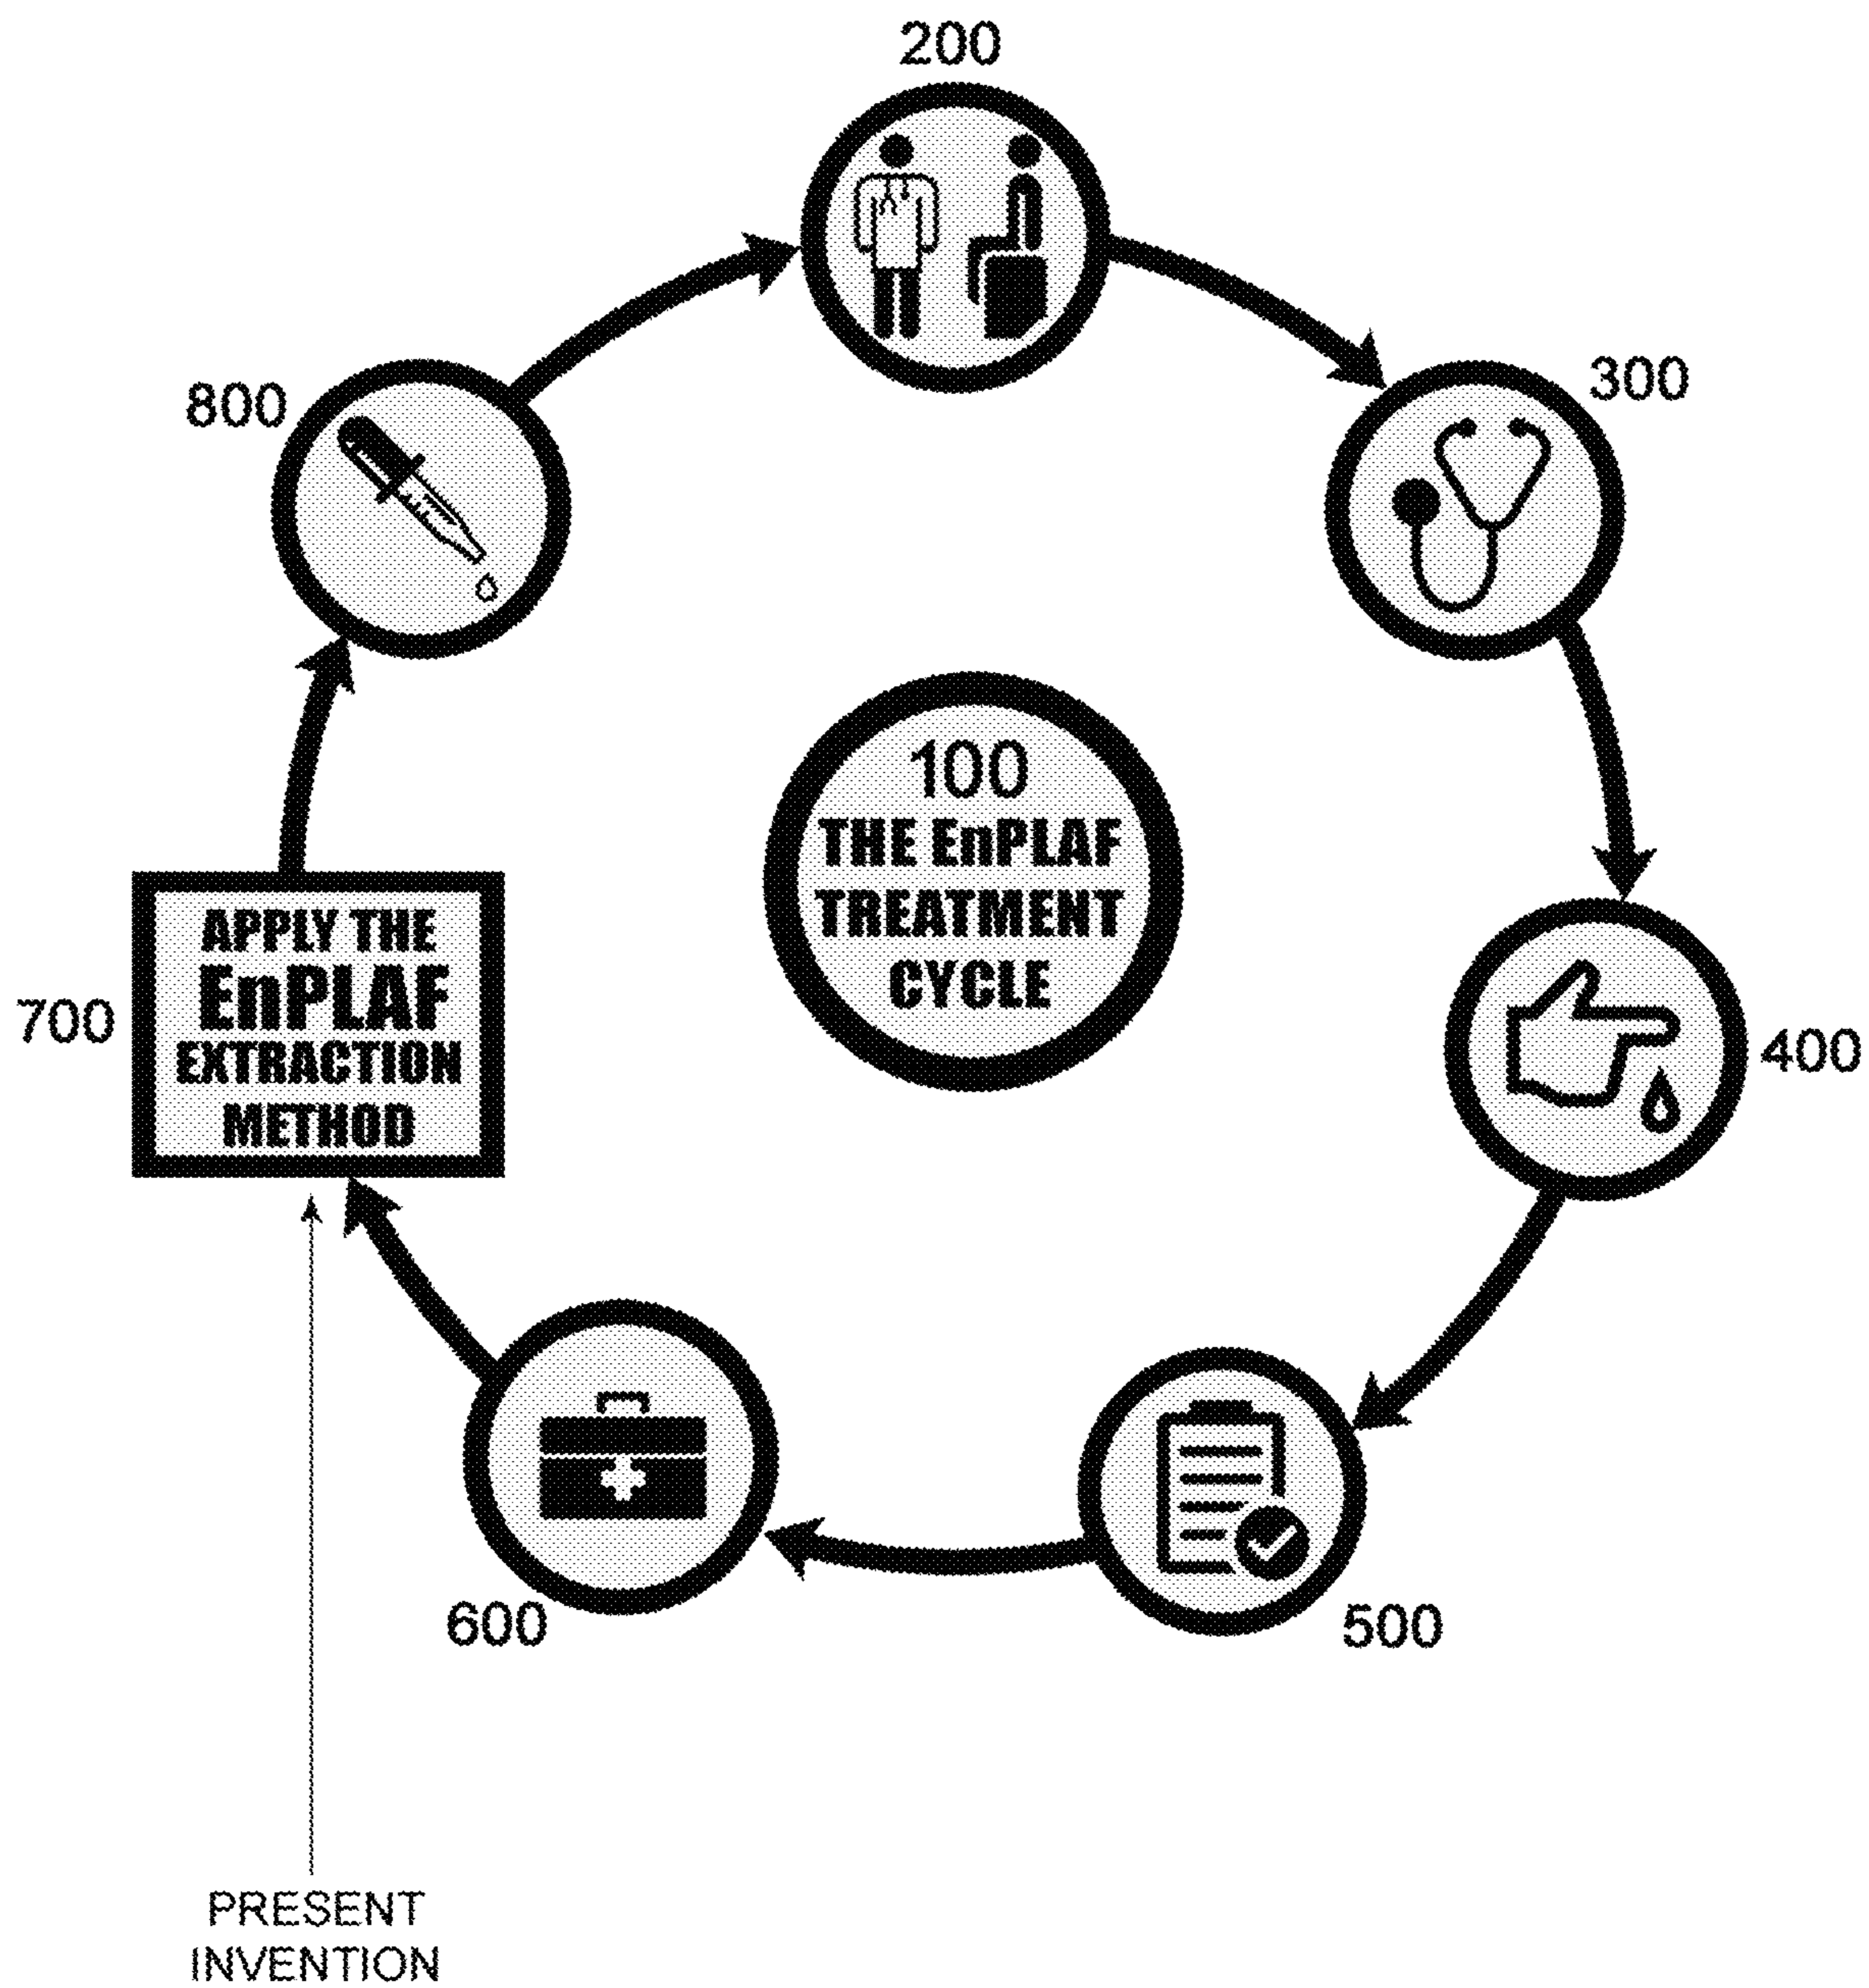 200
800
300
100
THE EnPLAF
TREATMENT
CYCLE
APPLY THE
EnPLAF
EXTRACTION
METHOD
700
400
600
500
PRESENT
INVENTION